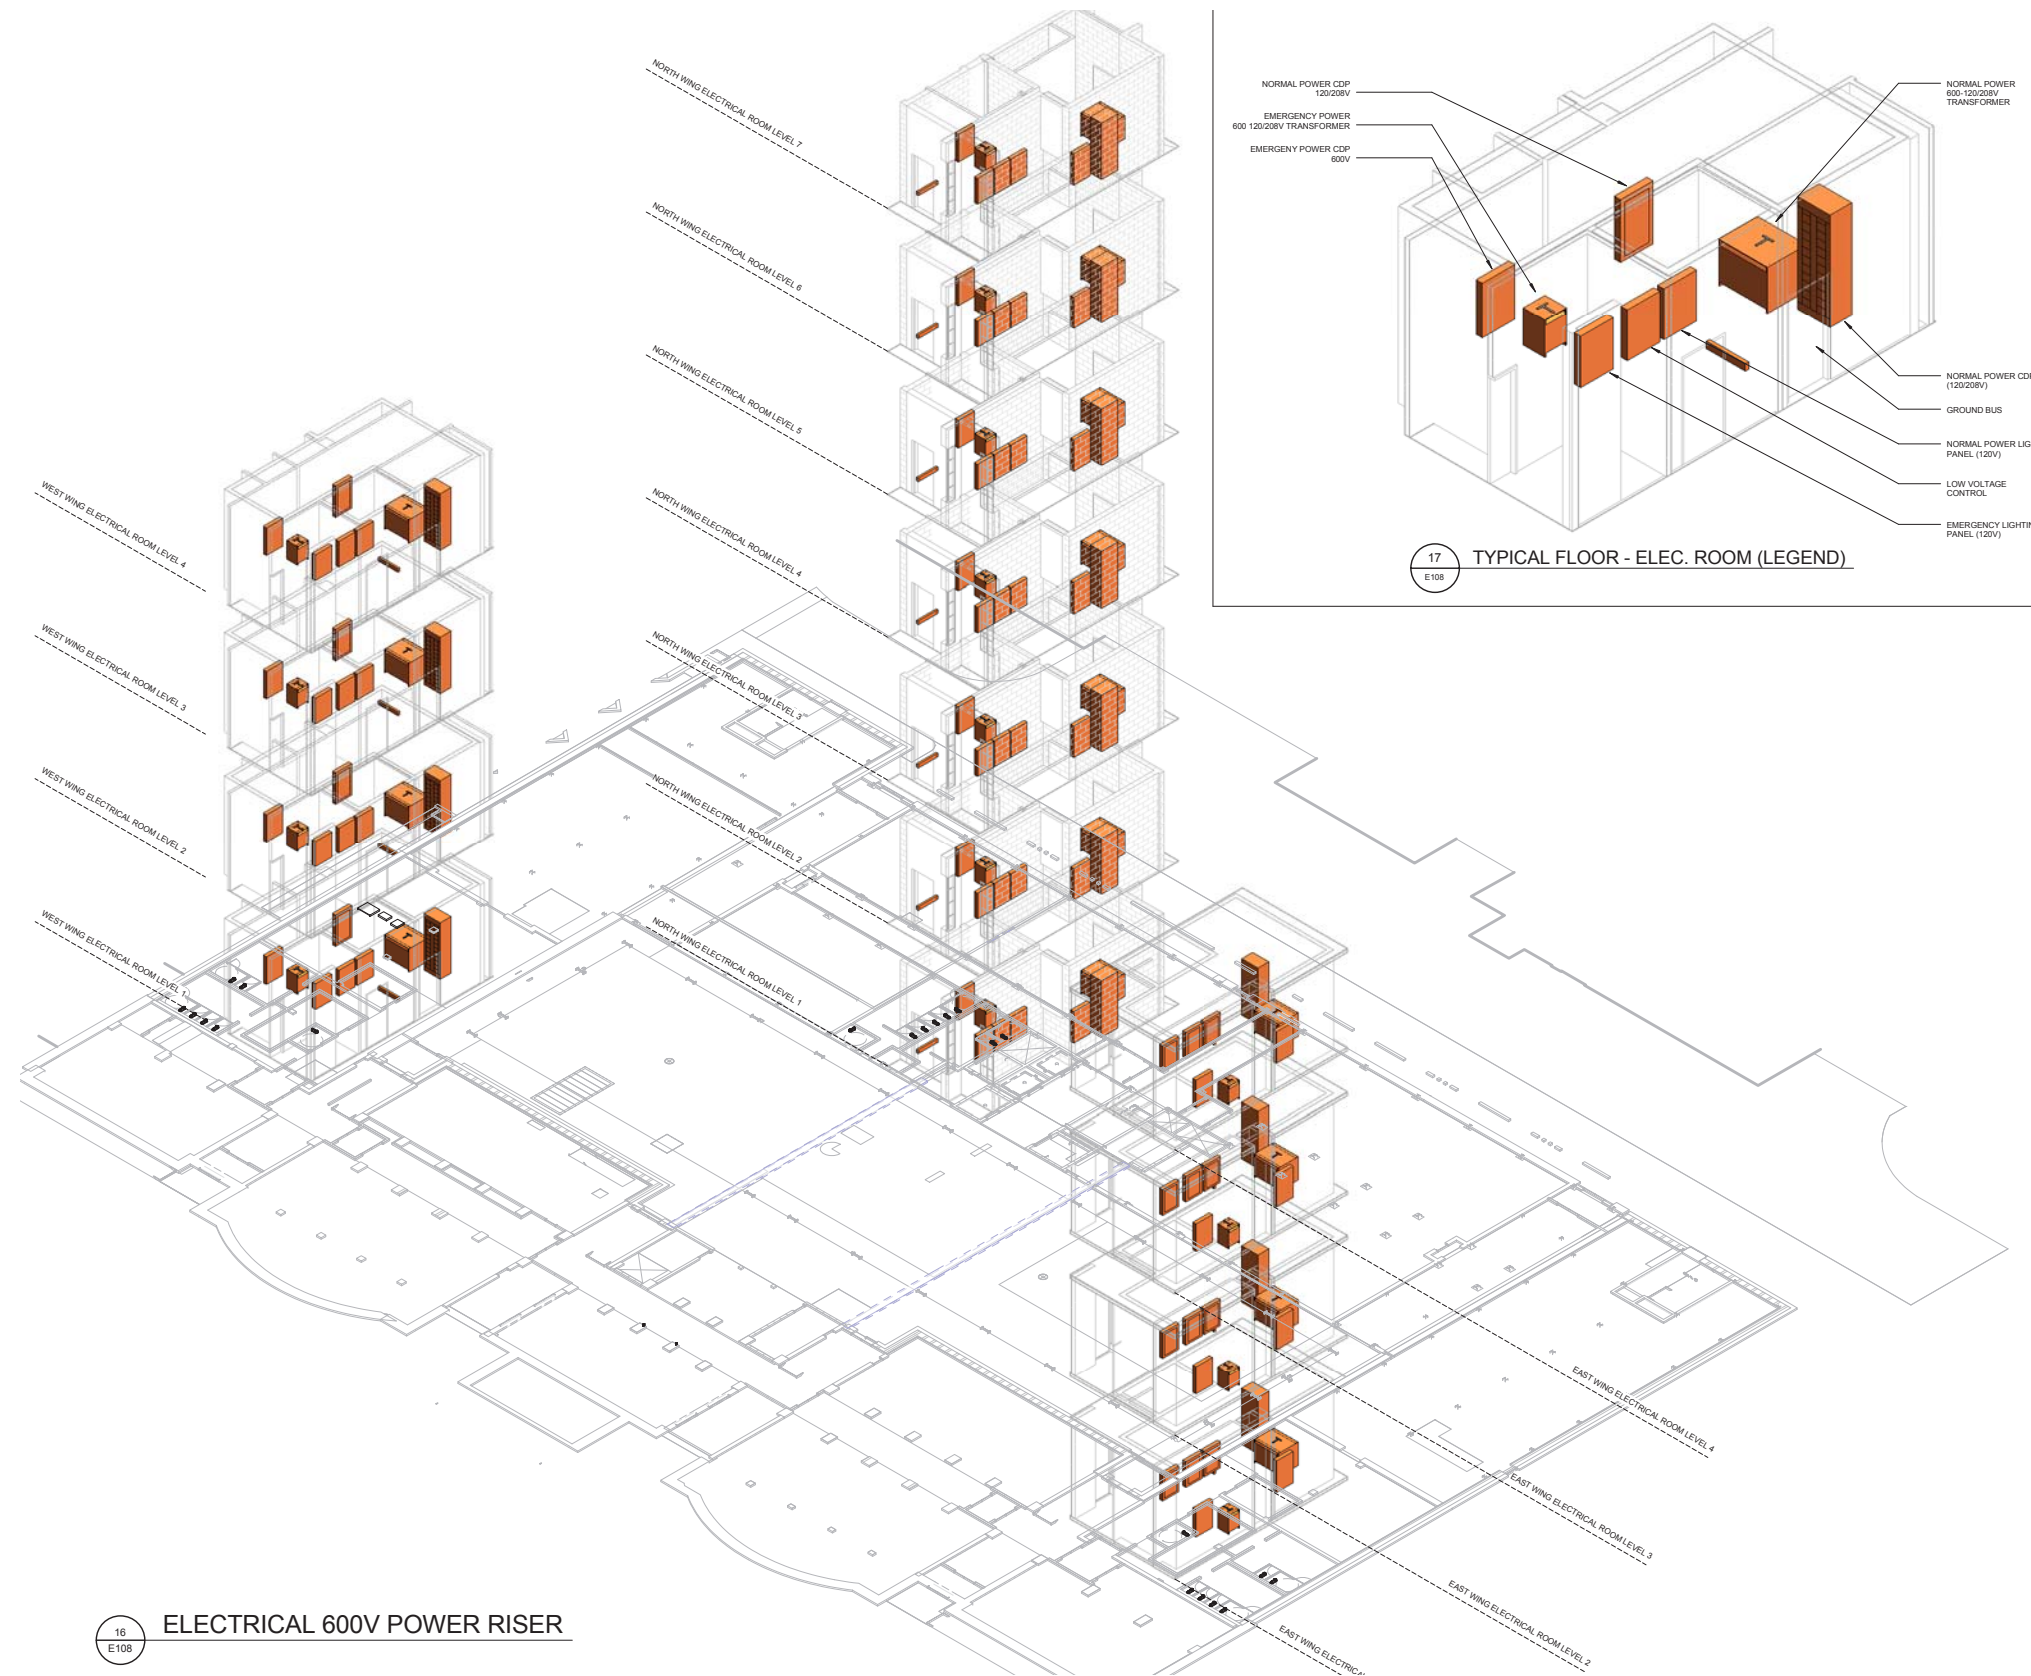 NORMAL POWER CDP
120/208V
EMERGENCY POWER
600 120/208V TRANSFORMER
EMERGENY POWER CDP
600V
NORMAL POWER
600-120/208V
TRANSFORMER
NORMAL POWER CDP
(120/208V)
GROUND BUS
NORMAL POWER LIG
PANEL (120V)
LOW VOLTAGE
CONTROL
EMERGENCY LIGHTIN
PANEL (120V)
17
E108
TYPICAL FLOOR - ELEC. ROOM (LEGEND)
NORTH WING ELECTRICAL ROOM LEVEL 7
NORTH WING ELECTRICAL ROOM LEVEL 6
NORTH WING ELECTRICAL ROOM LEVEL 5
NORTH WING ELECTRICAL ROOM LEVEL 4
NORTH WING ELECTRICAL ROOM LEVEL 3
NORTH WING ELECTRICAL ROOM LEVEL 2
NORTH WING ELECTRICAL ROOM LEVEL 1
WEST WING ELECTRICAL ROOM LEVEL 4
WEST WING ELECTRICAL ROOM LEVEL 3
WEST WING ELECTRICAL ROOM LEVEL 2
WEST WING ELECTRICAL ROOM LEVEL 1
EAST WING ELECTRICAL ROOM LEVEL 4
EAST WING ELECTRICAL ROOM LEVEL 3
EAST WING ELECTRICAL ROOM LEVEL 2
EAST WING ELECTRICAL
16
E108
ELECTRICAL 600V POWER RISER